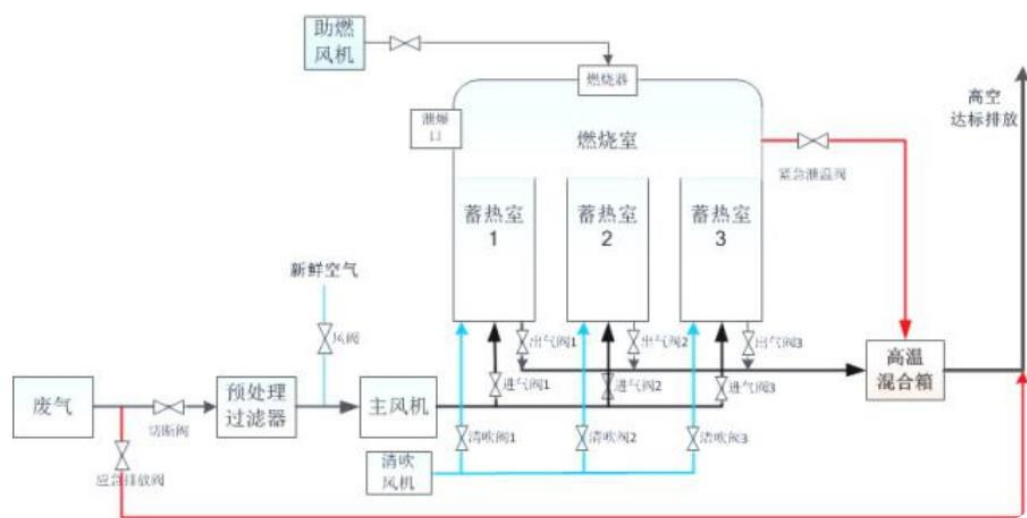 助燃
风机
燃烧器
泄爆
口
燃烧室
高空
达标排放
紧急泄温阀
蓄热室
1
蓄热室
2
蓄热室
3
新鲜空气
风阀
出气阀1
出气阀2
出气阀3
高温
混合箱
进气阀1
进气阀2
进气阀3
废气
切断阀
预处理
过滤器
主风机
清吹阀1
清吹阀2
清吹阀3
应急排放阀
清吹
风机